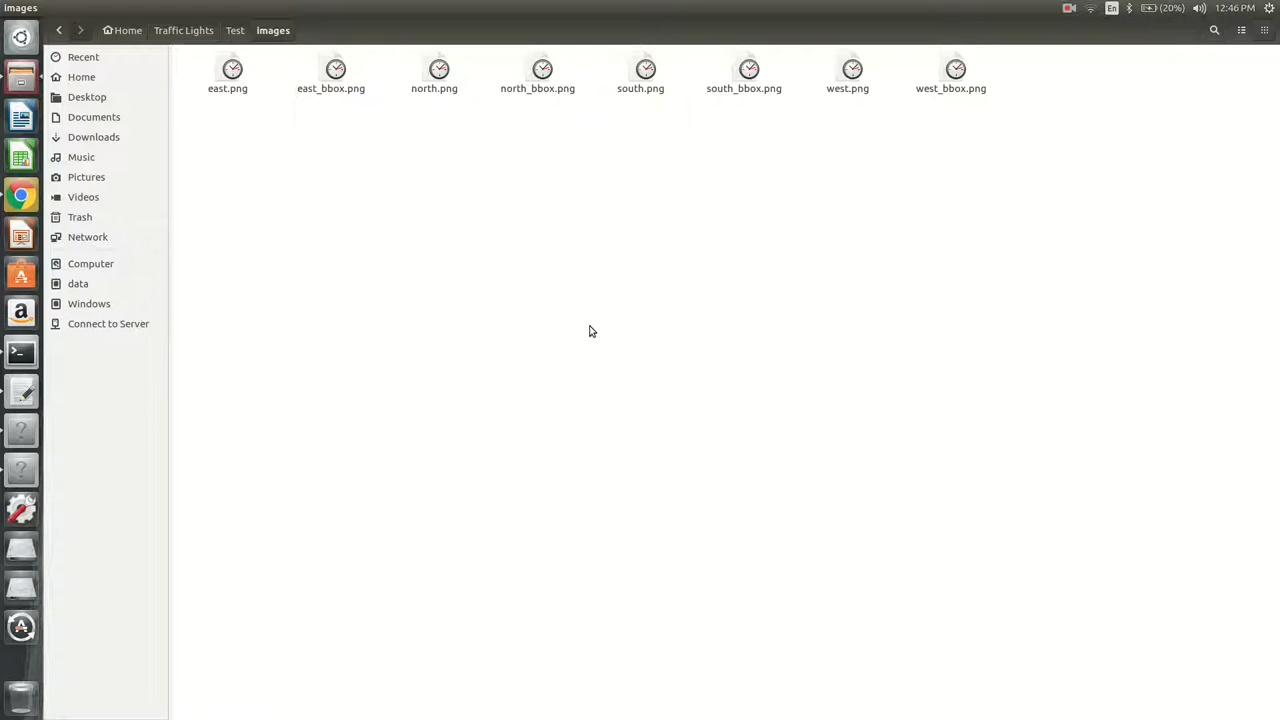 Images
En
(20%)
12:46 PM
Home
Traffic Lights
Test
Images
Recent
Home
Desktop
Documents
Downloads
Music
Pictures
Videos
Trash
Network
Computer
data
Windows
Connect to Server
east.png
east_bbox.png
north.png
north_bbox.png
south.png
south_bbox.png
west.png
west_bbox.png